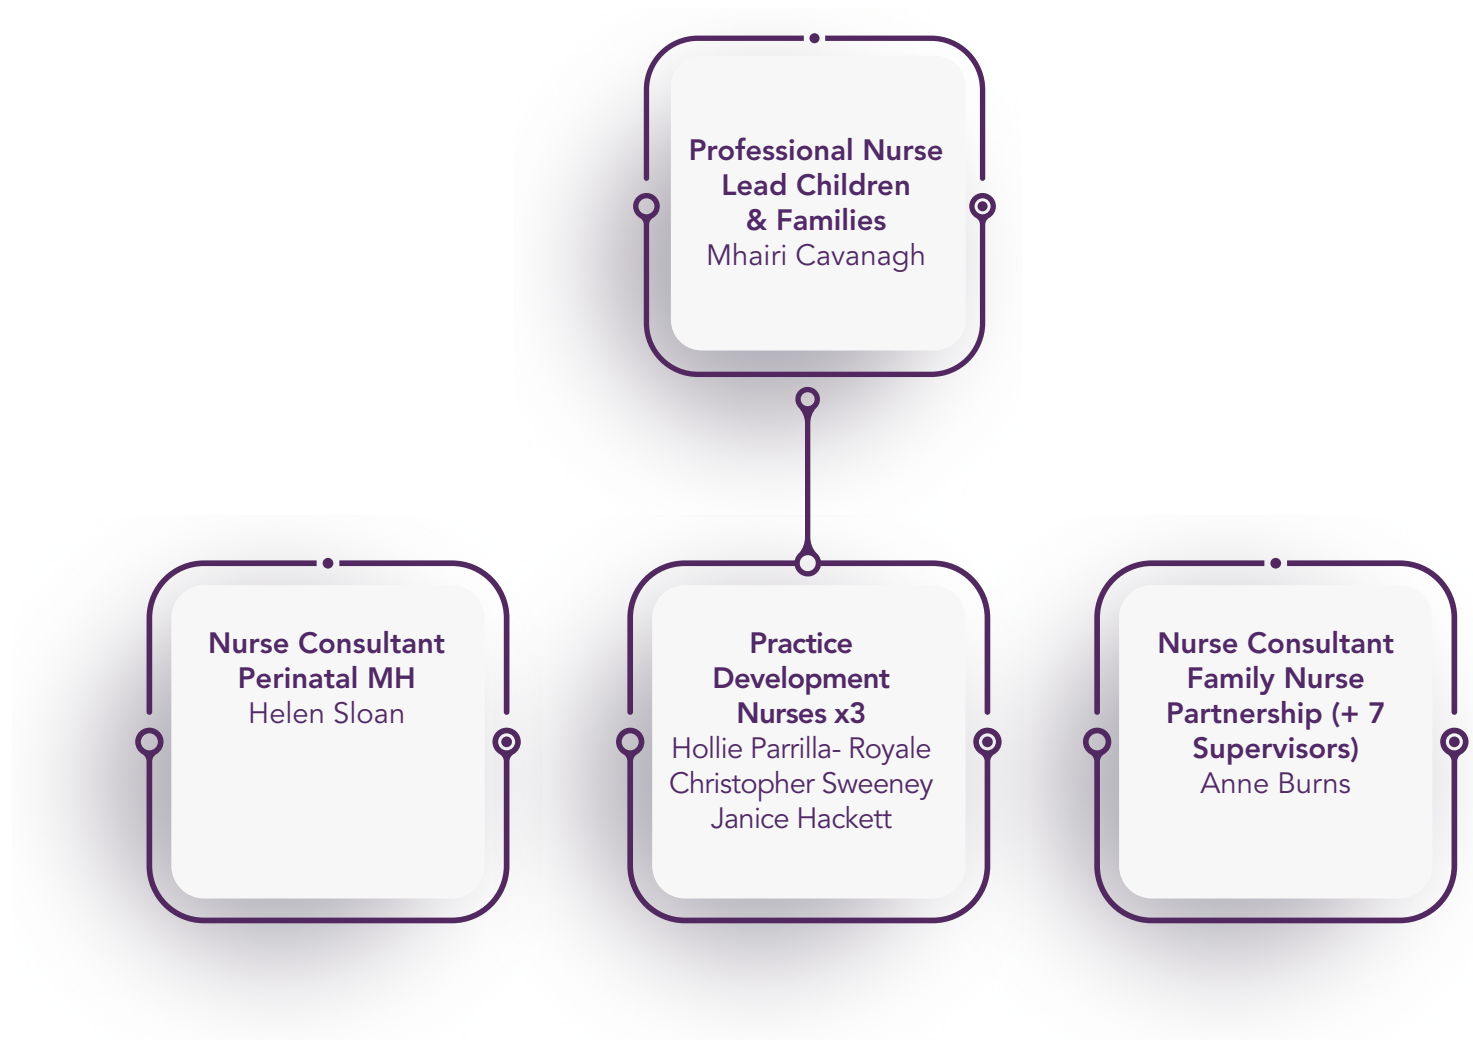 Professional Nurse
Lead Children
& Families
Mhairi Cavanagh
Nurse Consultant
Perinatal MH
Helen Sloan
Practice
Development
Nurses x3
Hollie Parrilla- Royale
Christopher Sweeney
Janice Hackett
Nurse Consultant
Family Nurse
Partnership (+ 7
Supervisors)
Anne Burns